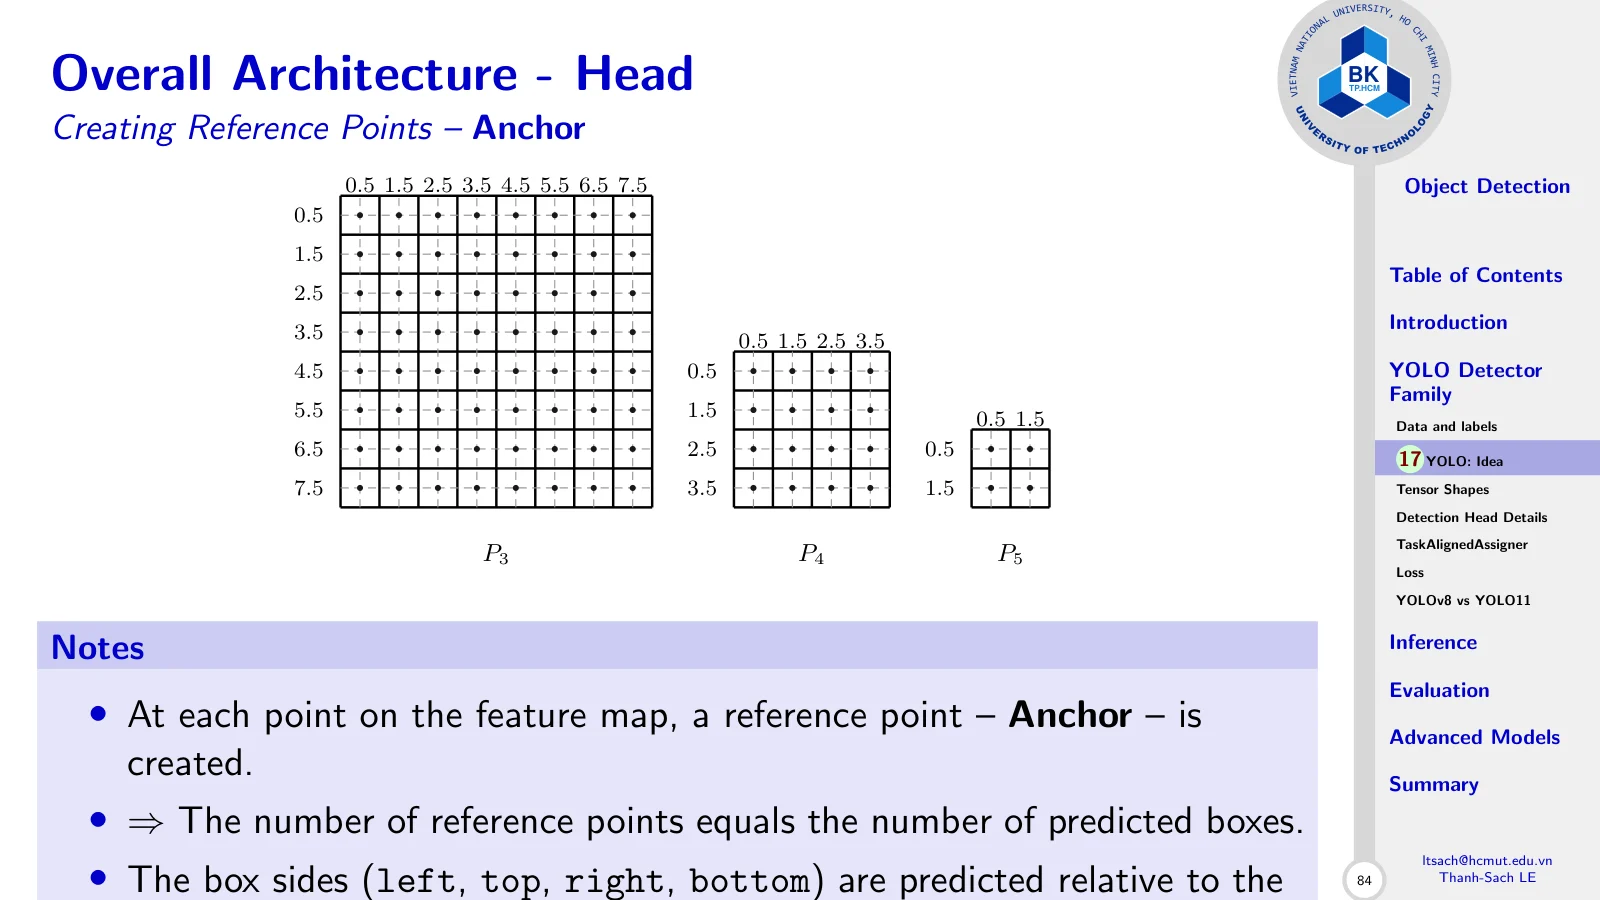 Overall Architecture - Head
Creating Reference Points – Anchor
0.5 1.5 2.5 3.5 4.5 5.5 6.5 7.5
0.5
1.5
2.5
3.5
4.5
5.5
6.5
7.5
P3
0.5 1.5 2.5 3.5
0.5
1.5
2.5
3.5
P4
0.5 1.5
0.5
1.5
P5
Notes
• At each point on the feature map, a reference point – Anchor – is
created.
• ⇒ The number of reference points equals the number of predicted boxes.
• The box sides (left, top, right, bottom) are predicted relative to the
VIETNAM NATIONAL UNIVERSITY, HO CHI MINH CITY
BK
TP.HCM
UNIVERSITY OF TECHNOLOGY
Object Detection
Table of Contents
Introduction
YOLO Detector
Family
Data and labels
17 YOLO: Idea
Tensor Shapes
Detection Head Details
TaskAlignedAssigner
Loss
YOLOv8 vs YOLO11
Inference
Evaluation
Advanced Models
Summary
ltsach@hcmut.edu.vn
Thanh-Sach LE
84